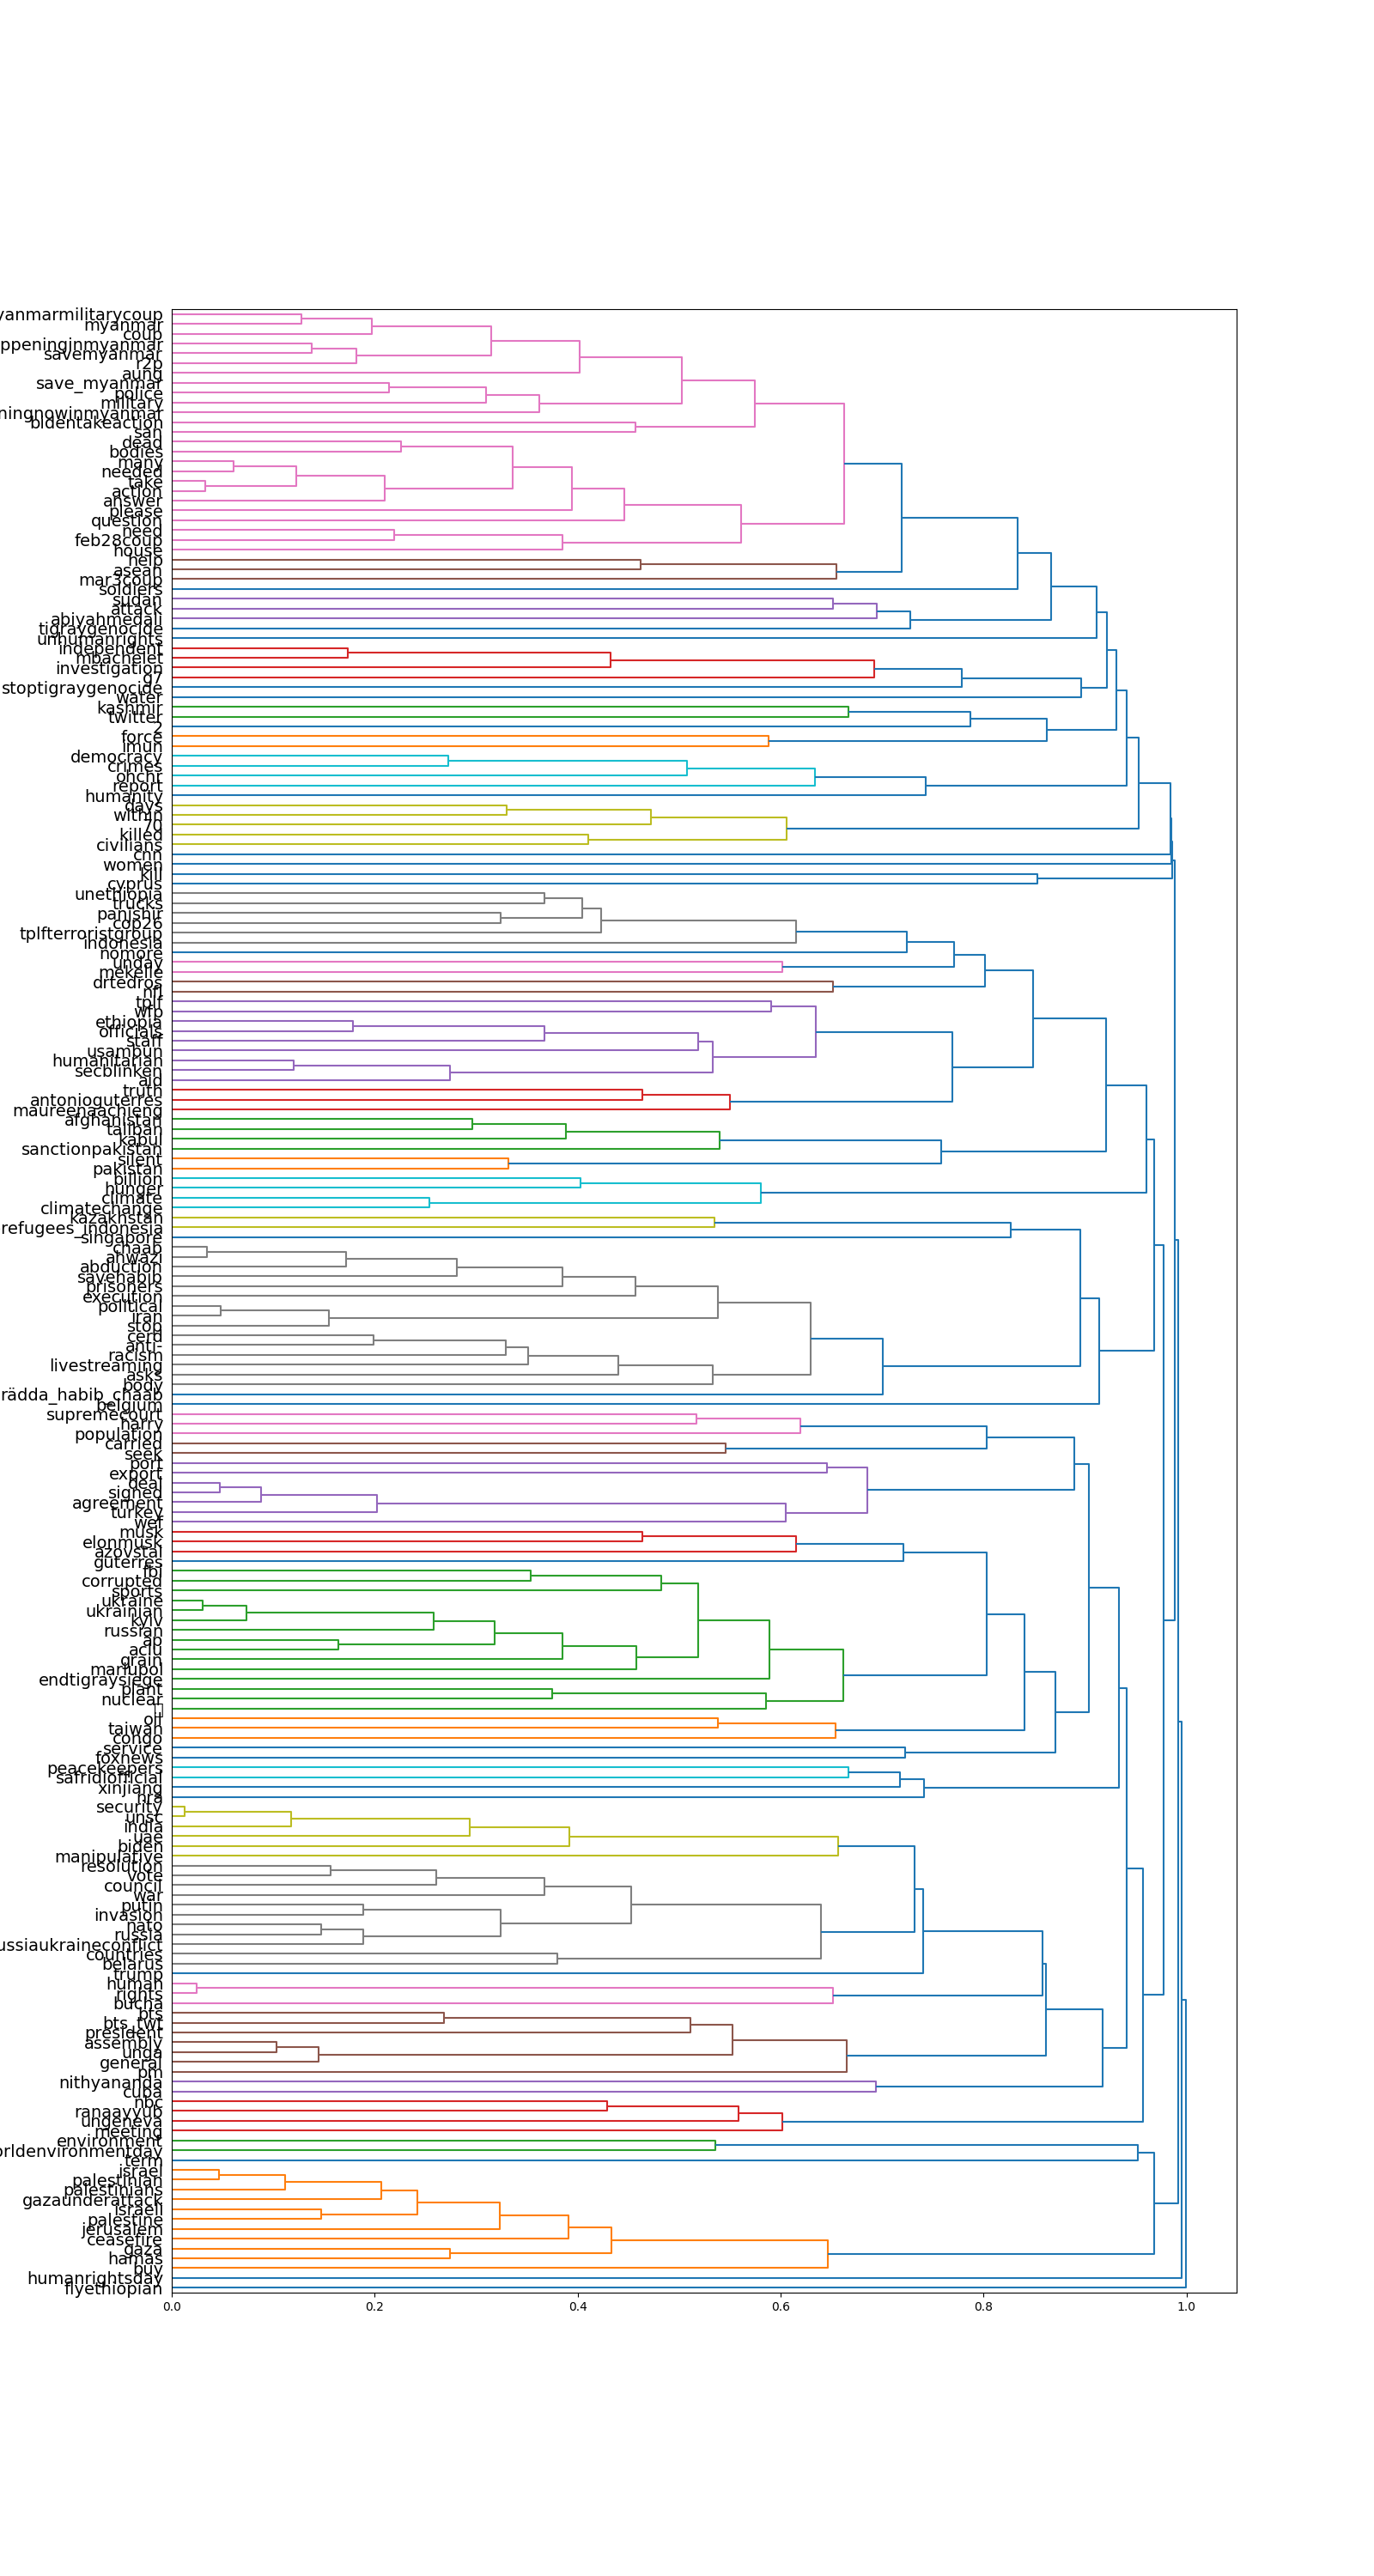 yanmarmilitarycoup
myanmar
coup
ppeninginmyanmar
savemyanmar
r2p
aung
save_myanmar
police
military
ningnowinmyanmar
bidentakeaction
san
dead
bodies
many
needed
take
action
answer
please
question
need
feb28coup
house
help
asean
mar3coup
soldiers
sudan
attack
abiyahmedali
tigraygenocide
unhumanrights
independent
mbachelet
investigation
g7
stoptigraygenocide
water
kashmir
twitter
2
force
imun
democracy
crimes
ohchr
report
humanity
days
within
70
killed
civilians
cnn
women
kill
cyprus
unethiopia
trucks
panjshir
cop26
tplfterroristgroup
indonesia
nomore
unday
mekelle
drtedros
nfl
tplf
wfp
ethiopia
officials
staff
usambun
humanitarian
secblinken
aid
truth
antonioguterres
maureenaachieng
afghanistan
taliban
kabul
sanctionpakistan
silent
pakistan
billion
hunger
climate
climatechange
kazakhstan
refugees_indonesia
singapore
chaab
ahwazi
abduction
savehabib
prisoners
execution
political
iran
stop
cerd
anti-
racism
livestreaming
asks
body
rädda_habib_chaab
belgium
supremecourt
harry
population
carried
seek
port
export
deal
signed
agreement
turkey
wef
musk
elonmusk
azovstal
guterres
fbi
corrupted
sports
ukraine
ukrainian
kyiv
russian
ap
aclu
grain
mariupol
endtigraysiege
plant
nuclear
oil
taiwan
congo
service
foxnews
peacekeepers
safridiofficial
xinjiang
nra
security
unsc
india
uae
biden
manipulative
resolution
vote
council
war
putin
invasion
nato
russia
ussiaukraineconflict
countries
belarus
trump
human
rights
bucha
bts
bts_twt
president
assembly
unga
general
pm
nithyananda
cuba
nbc
ranaayyub
ungeneva
meeting
environment
orldenvironmentday
term
israel
palestinian
palestinians
gazaunderattack
israeli
palestine
jerusalem
ceasefire
gaza
hamas
buy
humanrightsday
flyethiopian
0.0 0.2 0.4 0.6 0.8 1.0